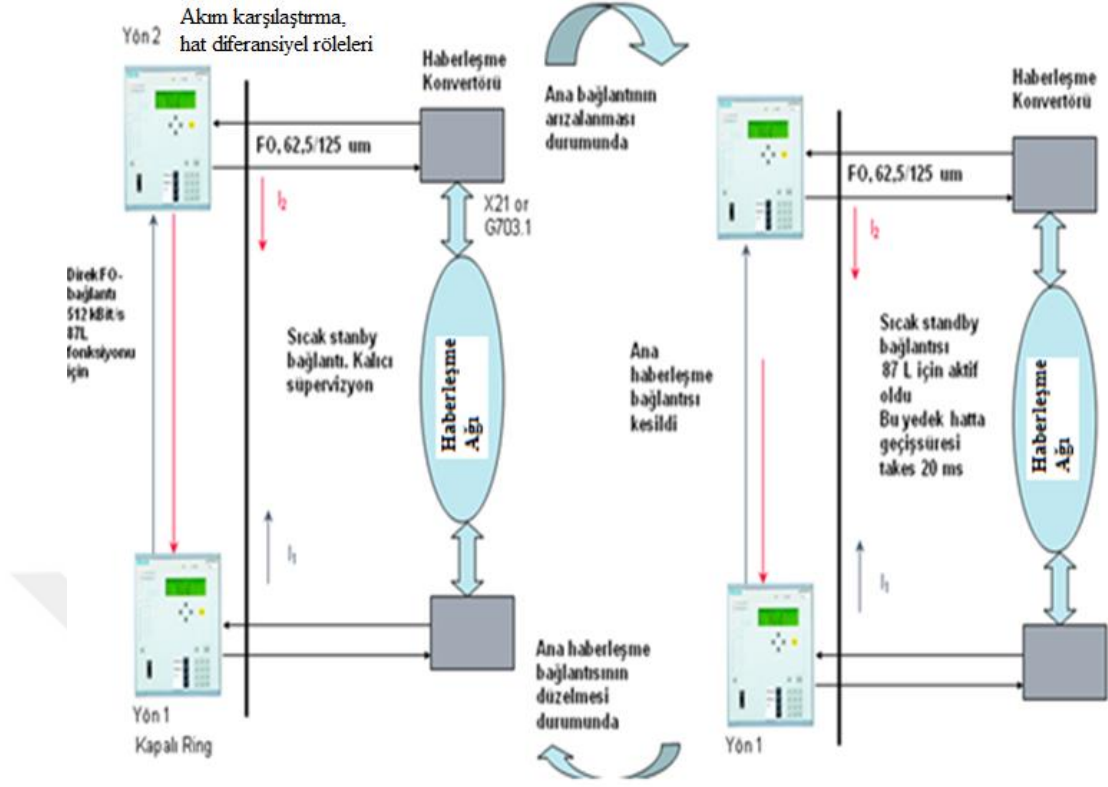 Akım karşılaştırma,
hat diferansiyel röleleri
Yön 2
Haberleşme
Konvertörü
FO, 62,5/125 um
X21 or
G703.1
I₂
Direk FO-
bağlantı
512 kBit/s
87L
fonksiyonu
için
Sıcak stanby
bağlantı. Kalıcı
süpervizyon
Haberleşme
Ağı
I₁
Yön 1
Kapalı Ring
Ana bağlantının
arızalanması
durumunda
Ana
haberleşme
bağlantısı
kesildi
Ana haberleşme
bağlantısının
düzelmesi
durumunda
Haberleşme
Konvertörü
FO, 62,5/125 um
I₂
Sıcak standby
bağlantısı
87 L için aktif
oldu
Bu yedek hatta
geçişsüresi
takes 20 ms
Haberleşme
Ağı
I₁
Yön 1